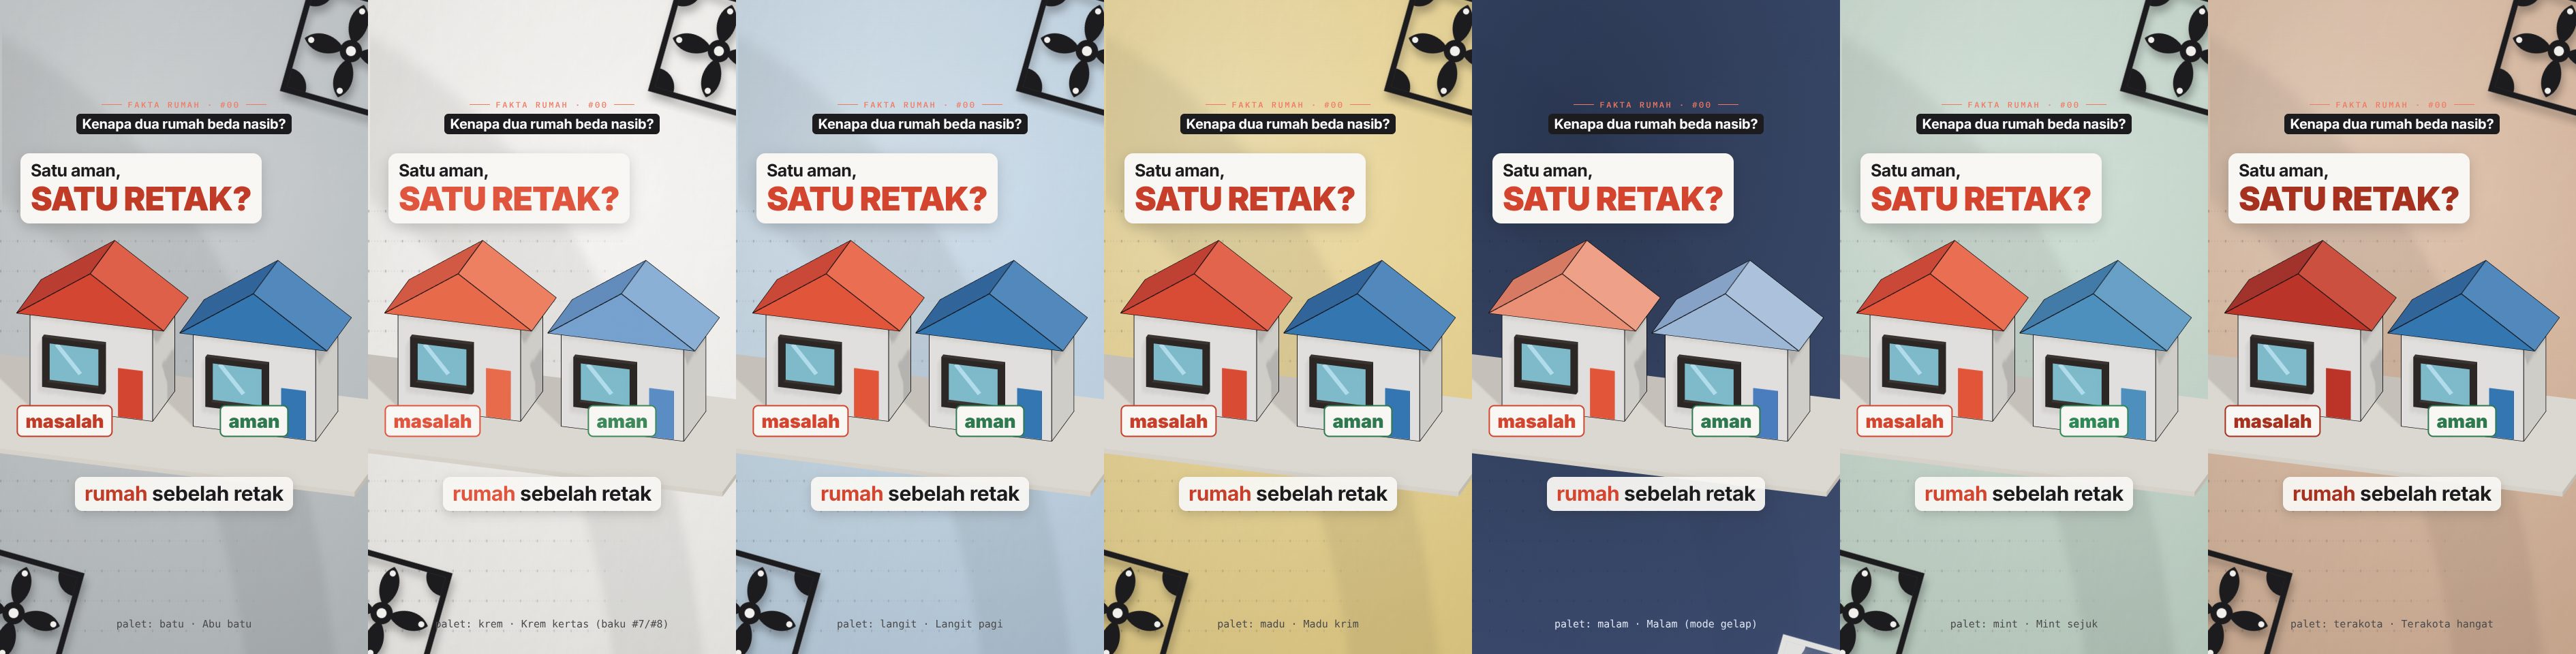 FAKTA RUMAH · #00
Kenapa dua rumah beda nasib?
Satu aman,
SATU RETAK?
masalah
aman
rumah sebelah retak
palet: batu · Abu batu
FAKTA RUMAH · #00
Kenapa dua rumah beda nasib?
Satu aman,
SATU RETAK?
masalah
aman
rumah sebelah retak
palet: krem · Krem kertas (baku #7/#8)
FAKTA RUMAH · #00
Kenapa dua rumah beda nasib?
Satu aman,
SATU RETAK?
masalah
aman
rumah sebelah retak
palet: langit · Langit pagi
FAKTA RUMAH · #00
Kenapa dua rumah beda nasib?
Satu aman,
SATU RETAK?
masalah
aman
rumah sebelah retak
palet: madu · Madu krim
FAKTA RUMAH · #00
Kenapa dua rumah beda nasib?
Satu aman,
SATU RETAK?
masalah
aman
rumah sebelah retak
palet: malam · Malam (mode gelap)
FAKTA RUMAH · #00
Kenapa dua rumah beda nasib?
Satu aman,
SATU RETAK?
masalah
aman
rumah sebelah retak
palet: mint · Mint sejuk
FAKTA RUMAH · #00
Kenapa dua rumah beda nasib?
Satu aman,
SATU RETAK?
masalah
aman
rumah sebelah retak
palet: terakota · Terakota hangat